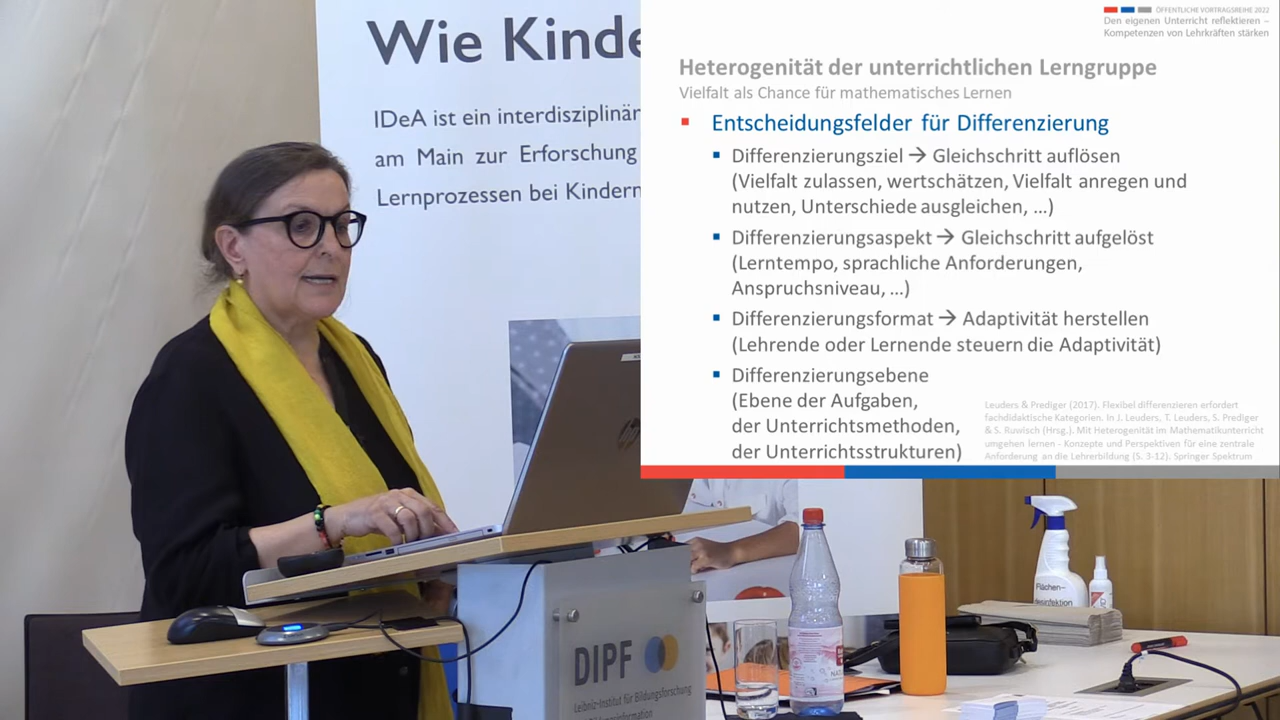 Wie Kinde
IDeA ist ein interdisziplinär
am Main zur Erforschung
Lernprozessen bei Kindern
ÖFFENTLICHE VORTRAGSREIHE 2022
Den eigenen Unterricht reflektieren –
Kompetenzen von Lehrkräften stärken
Heterogenität der unterrichtlichen Lerngruppe
Vielfalt als Chance für mathematisches Lernen
Entscheidungsfelder für Differenzierung
Differenzierungsziel → Gleichschritt auflösen
(Vielfalt zulassen, wertschätzen, Vielfalt anregen und
nutzen, Unterschiede ausgleichen, …)
Differenzierungsaspekt → Gleichschritt aufgelöst
(Lerntempo, sprachliche Anforderungen,
Anspruchsniveau, …)
Differenzierungsformat → Adaptivität herstellen
(Lehrende oder Lernende steuern die Adaptivität)
Differenzierungsebene
(Ebene der Aufgaben,
der Unterrichtsmethoden,
der Unterrichtsstrukturen)
Leuders & Prediger (2017). Flexibel differenzieren erfordert
fachdidaktische Kategorien. In J. Leuders, T. Leuders, S. Prediger
& S. Ruwisch (Hrsg.). Mit Heterogenität im Mathematikunterricht
umgehen lernen - Konzepte und Perspektiven für eine zentrale
Anforderung an die Lehrerbildung (S. 3-12). Springer Spektrum
Flächen-
desinfektion
DIPF
Leibniz-Institut für Bildungsforschung